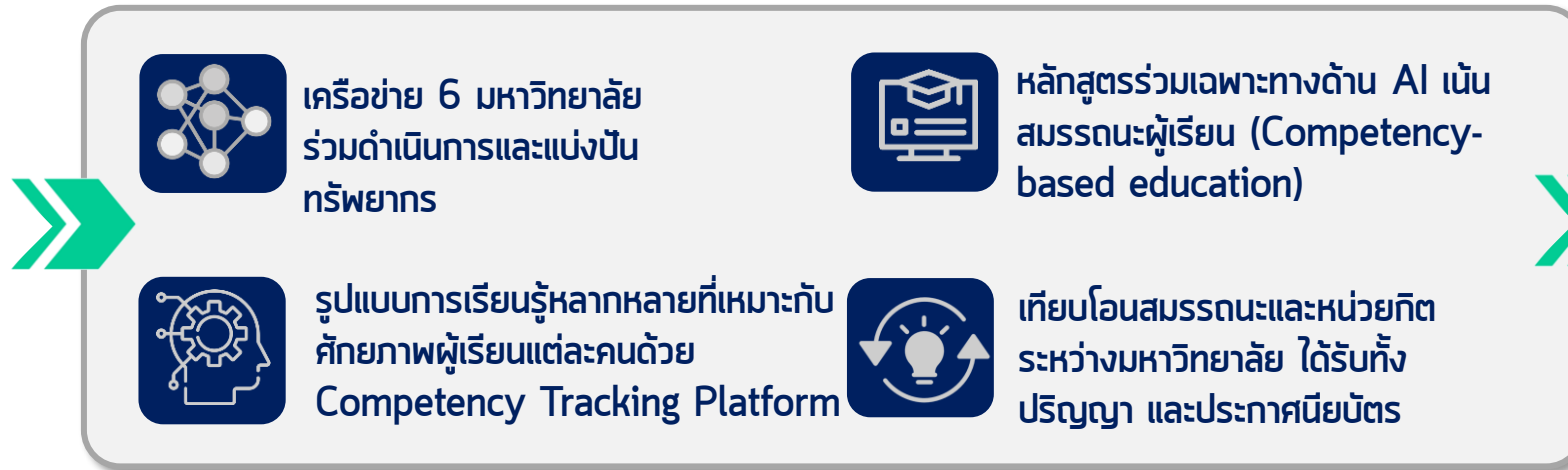 เครือข่าย 6 มหาวิทยาลัย
ร่วมดำเนินการและแบ่งปัน
ทรัพยากร
หลักสูตรร่วมเฉพาะทางด้าน AI เน้น
สมรรถนะผู้เรียน (Competency-
based education)
รูปแบบการเรียนรู้หลากหลายที่เหมาะกับ
ศักยภาพผู้เรียนแต่ละคนด้วย
Competency Tracking Platform
เทียบโอนสมรรถนะและหน่วยกิต
ระหว่างมหาวิทยาลัย ได้รับทั้ง
ปริญญา และประกาศนียบัตร